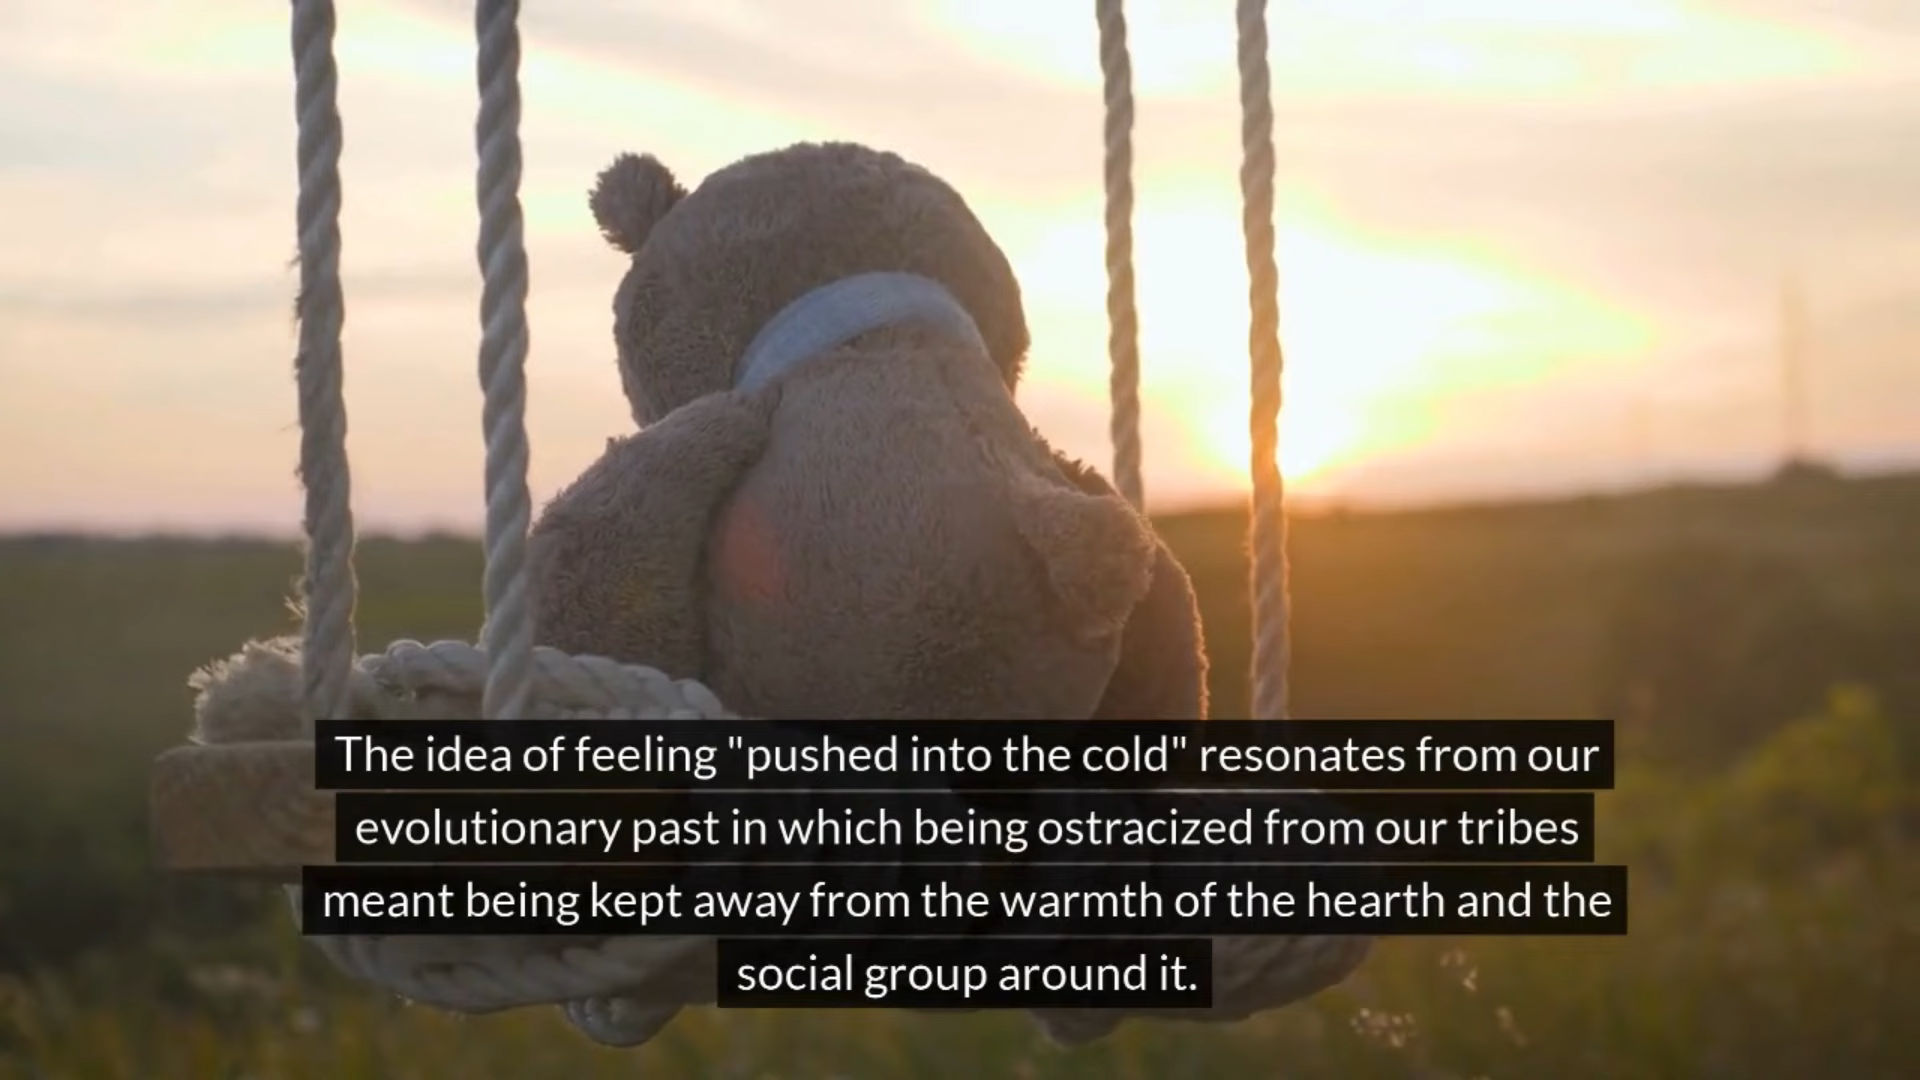 The idea of feeling "pushed into the cold" resonates from our
evolutionary past in which being ostracized from our tribes
meant being kept away from the warmth of the hearth and the
social group around it.